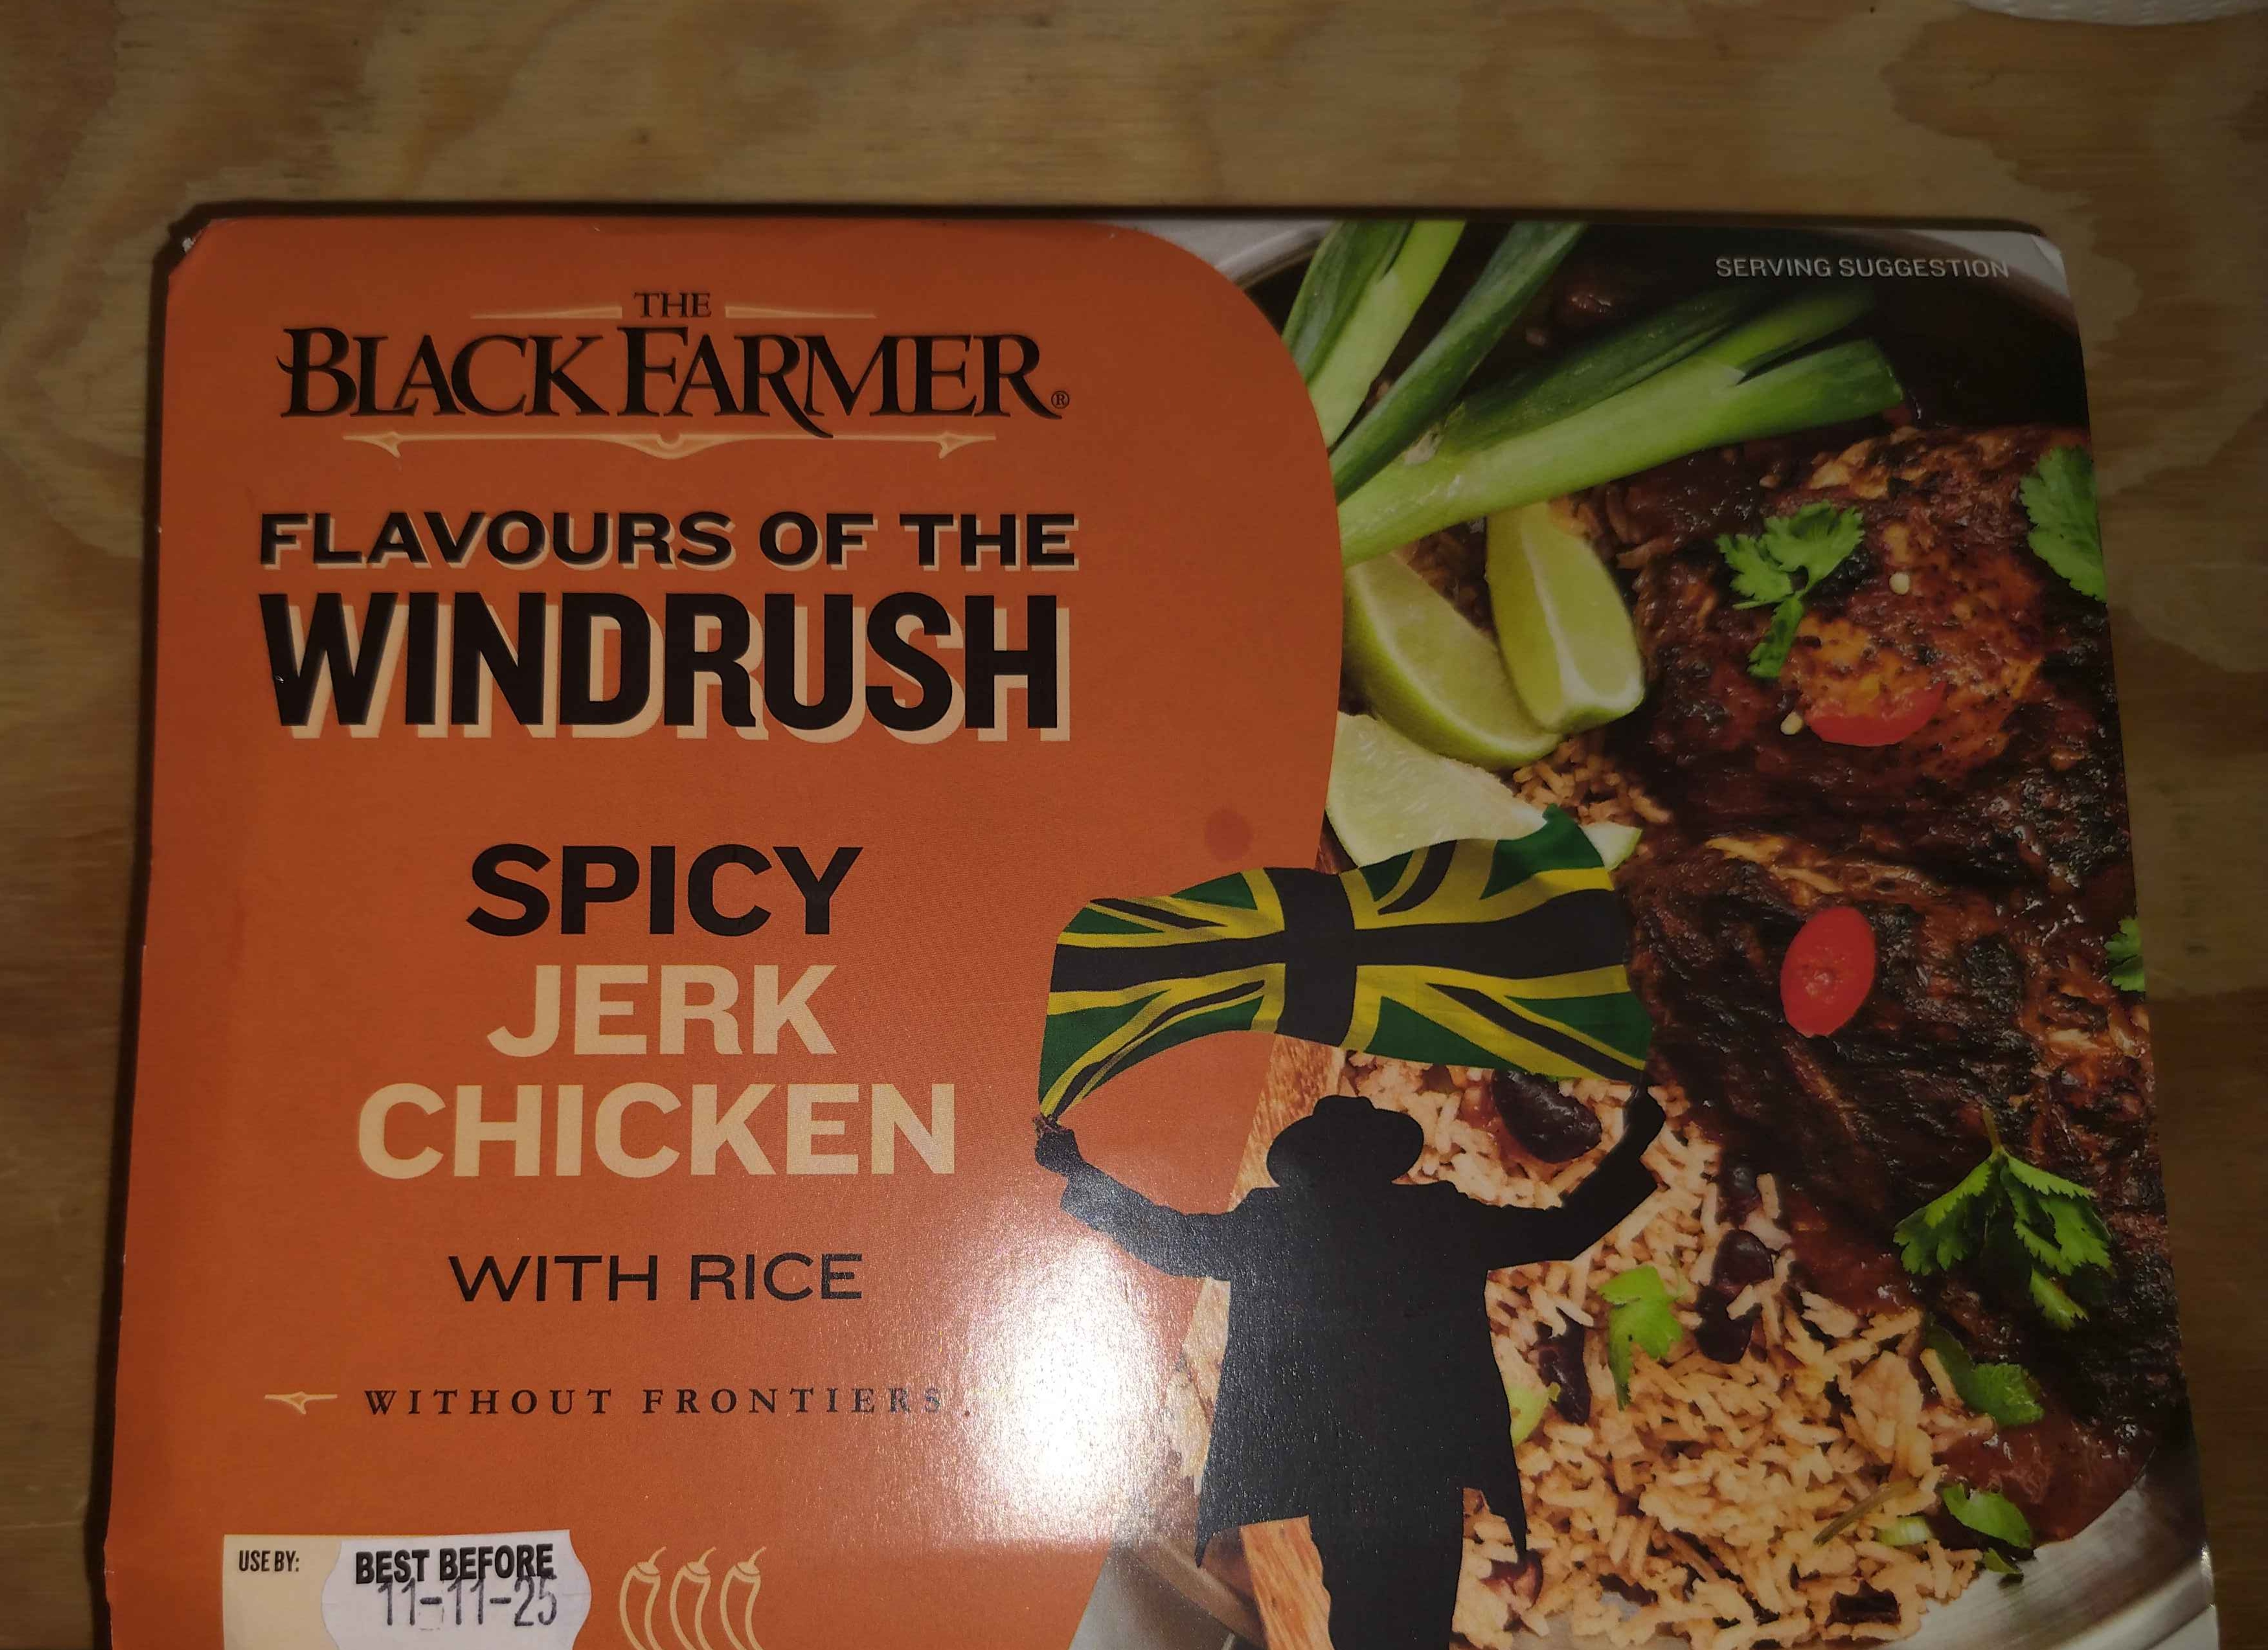 THE
BLACK FARMER®
FLAVOURS OF THE
WINDRUSH
SPICY
JERK
CHICKEN
WITH RICE
WITHOUT FRONTIERS
SERVING SUGGESTION
USE BY:
BEST BEFORE
11-11-25